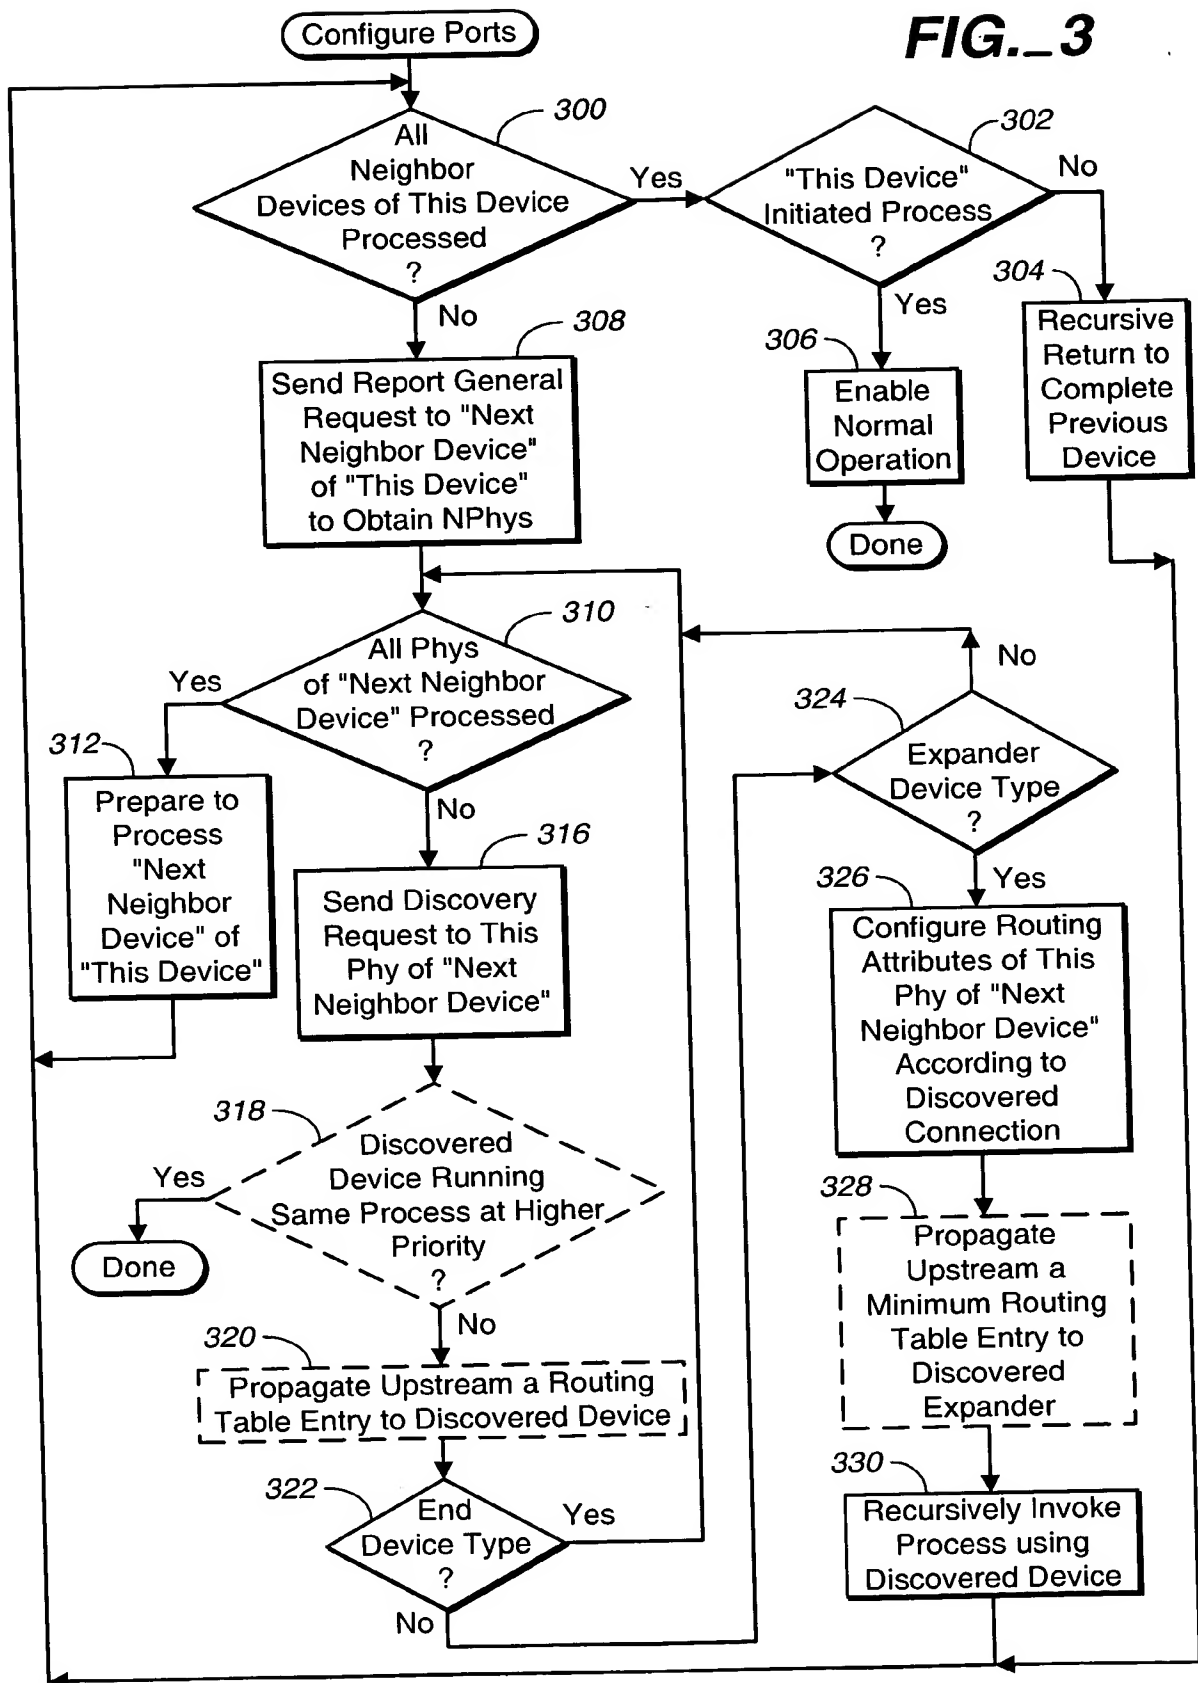 FIG._3
Configure Ports
300
All
Neighbor
Devices of This Device
Processed
?
Yes
No
302
"This Device"
Initiated Process
?
No
Yes
304
Recursive
Return to
Complete
Previous
Device
306
Enable
Normal
Operation
Done
308
Send Report General
Request to "Next
Neighbor Device"
of "This Device"
to Obtain NPhys
310
All Phys
of "Next Neighbor
Device" Processed
?
Yes
No
312
Prepare to
Process
"Next
Neighbor
Device" of
"This Device"
316
Send Discovery
Request to This
Phy of "Next
Neighbor Device"
318
Discovered
Device Running
Same Process at Higher
Priority
?
Yes
Done
No
320
Propagate Upstream a Routing
Table Entry to Discovered Device
322
End
Device Type
?
Yes
No
324
Expander
Device Type
?
No
Yes
326
Configure Routing
Attributes of This
Phy of "Next
Neighbor Device"
According to
Discovered
Connection
328
Propagate
Upstream a
Minimum Routing
Table Entry to
Discovered
Expander
330
Recursively Invoke
Process using
Discovered Device